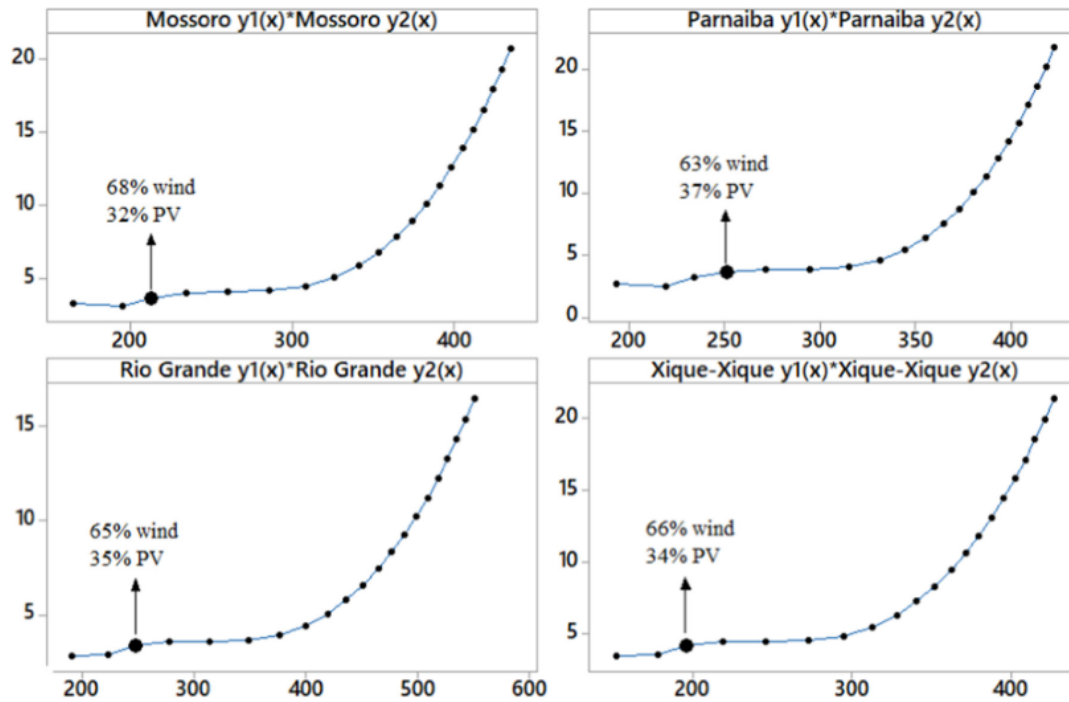 Mossoro y1(x)*Mossoro y2(x)
20
15
10
5
68% wind
32% PV
200
300
400
Parnaiba y1(x)*Parnaiba y2(x)
20
15
10
5
0
63% wind
37% PV
200
250
300
350
400
Rio Grande y1(x)*Rio Grande y2(x)
15
10
5
65% wind
35% PV
200
300
400
500
600
Xique-Xique y1(x)*Xique-Xique y2(x)
20
15
10
5
66% wind
34% PV
200
300
400